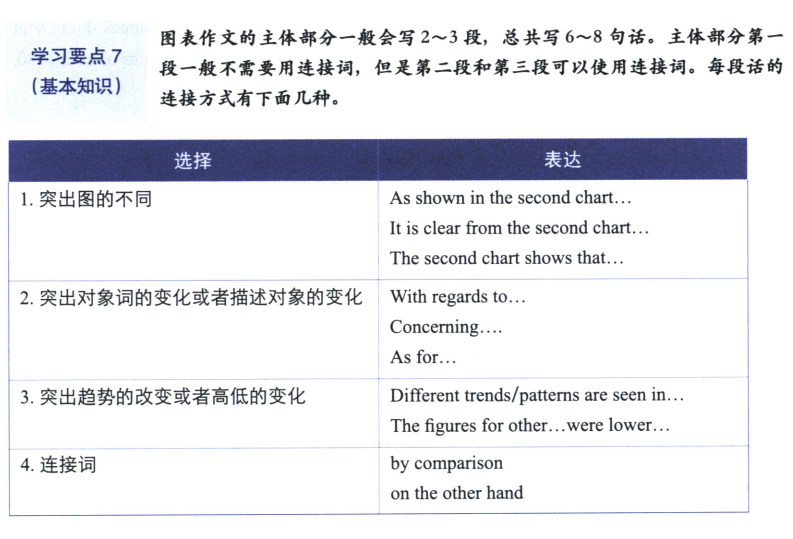 学习要点 7
（基本知识）
图表作文的主体部分一般会写 2～3 段，总共写 6～8 句话。主体部分第一
段一般不需要用连接词，但是第二段和第三段可以使用连接词。每段话的
连接方式有下面几种。
选择
表达
1. 突出图的不同
As shown in the second chart…
It is clear from the second chart…
The second chart shows that…
2. 突出对象词的变化或者描述对象的变化
With regards to…
Concerning….
As for…
3. 突出趋势的改变或者高低的变化
Different trends/patterns are seen in…
The figures for other…were lower…
4. 连接词
by comparison
on the other hand